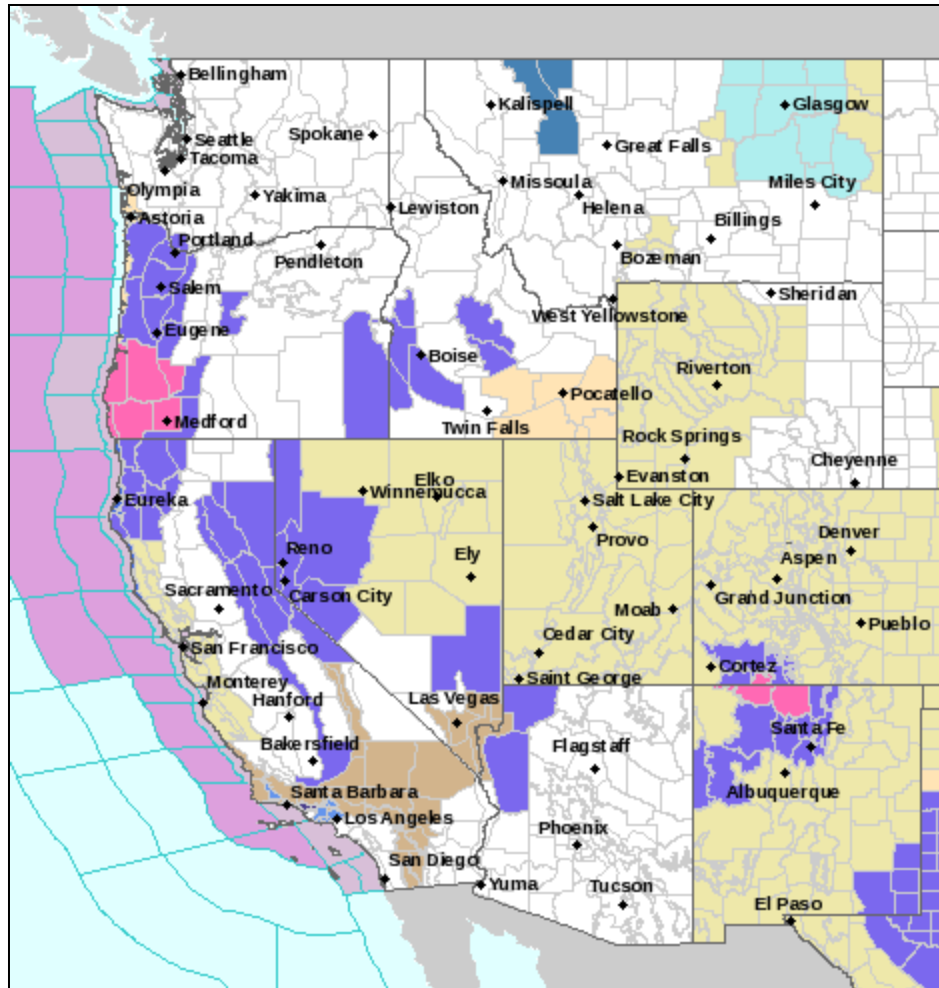 Bellingham
Kalispell
Glasgow
Seattle
Spokane
Great Falls
Tacoma
Olympia
Missoula
Miles City
Yakima
Lewiston
Helena
Astoria
Billings
Portland
Pendleton
Bozeman
Salem
Sheridan
West Yellowstone
Eugene
Boise
Riverton
Pocatello
Medford
Twin Falls
Rock Springs
Cheyenne
Elko
Evanston
Winnemucca
Eureka
Salt Lake City
Denver
Provo
Reno
Ely
Aspen
Sacramento
Carson City
Grand Junction
Moab
Pueblo
Cedar City
San Francisco
Cortez
Saint George
Monterey
Hanford
Las Vegas
Santa Fe
Bakersfield
Flagstaff
Santa Barbara
Albuquerque
Los Angeles
Phoenix
San Diego
Yuma
Tucson
El Paso